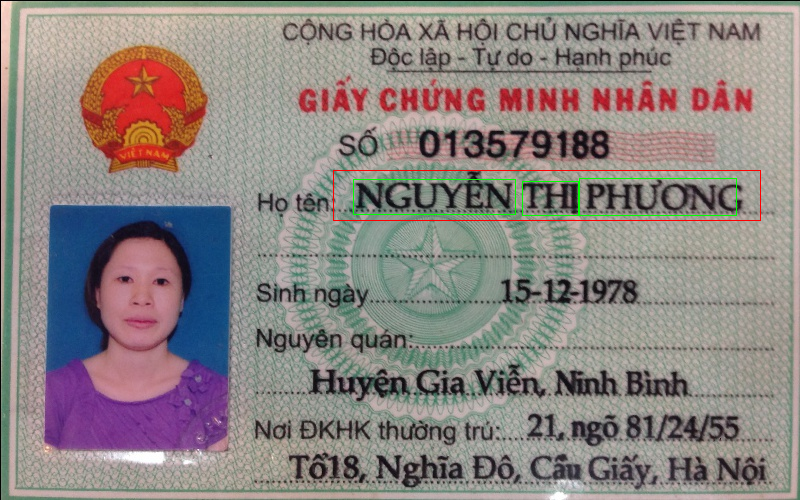 CỘNG HÒA XÃ HỘI CHỦ NGHĨA VIỆT NAM
Độc lập - Tự do - Hạnh phúc
GIẤY CHỨNG MINH NHÂN DÂN
VIỆT NAM
SỐ 013579188
Họ tên: NGUYỄN THỊ PHƯƠNG
Sinh ngày 15-12-1978
Nguyên quán:
Huyện Gia Viễn, Ninh Bình
Nơi ĐKHK thường trú: 21, ngõ 81/24/55
Tổ18, Nghĩa Đô, Cầu Giấy, Hà Nội